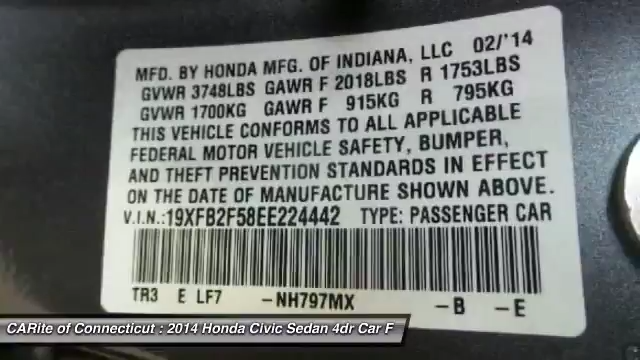 MFD. BY HONDA MFG. OF INDIANA, LLC 02/'14
GVWR 3748LBS GAWR F 2018LBS R 1753LBS
GVWR 1700KG GAWR F 915KG R 795KG
THIS VEHICLE CONFORMS TO ALL APPLICABLE
FEDERAL MOTOR VEHICLE SAFETY, BUMPER,
AND THEFT PREVENTION STANDARDS IN EFFECT
ON THE DATE OF MANUFACTURE SHOWN ABOVE.
V.I.N.:19XFB2F58EE224442 TYPE: PASSENGER CAR
TR3 E LF7 -NH797MX -B -E
CARite of Connecticut : 2014 Honda Civic Sedan 4dr Car F